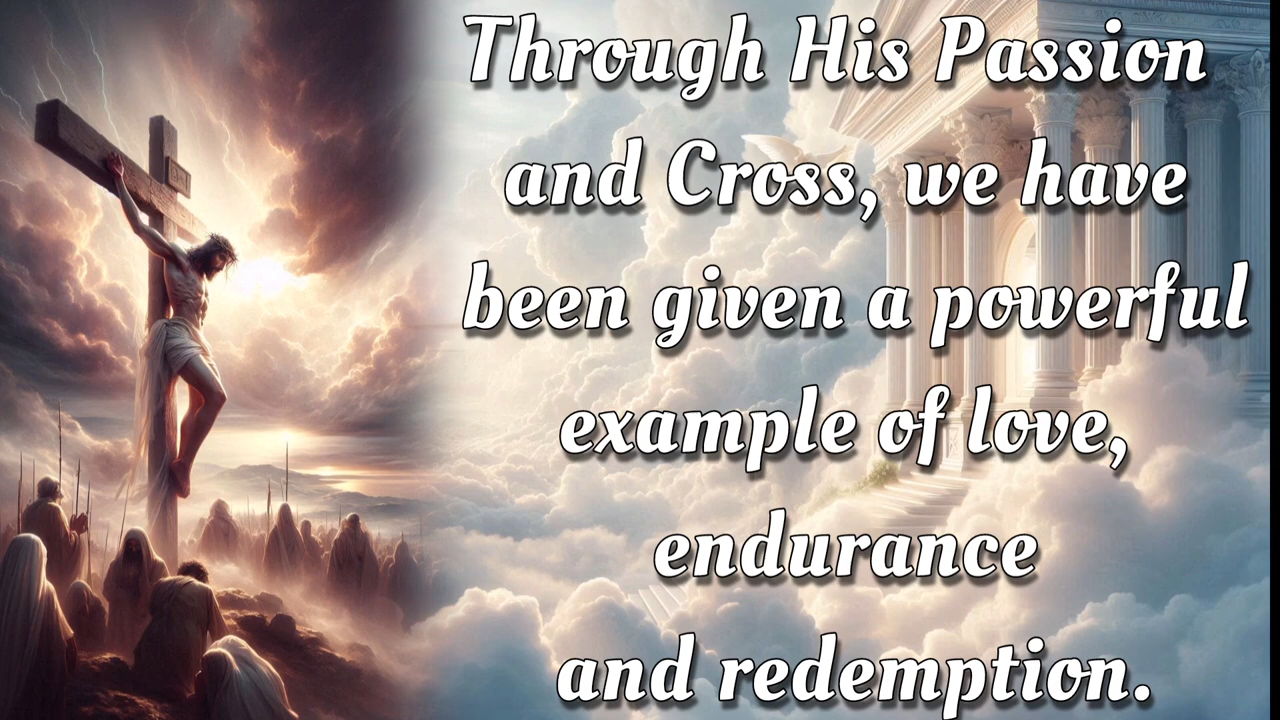 Through His Passion
and Cross, we have
been given a powerful
example of love,
endurance
and redemption.